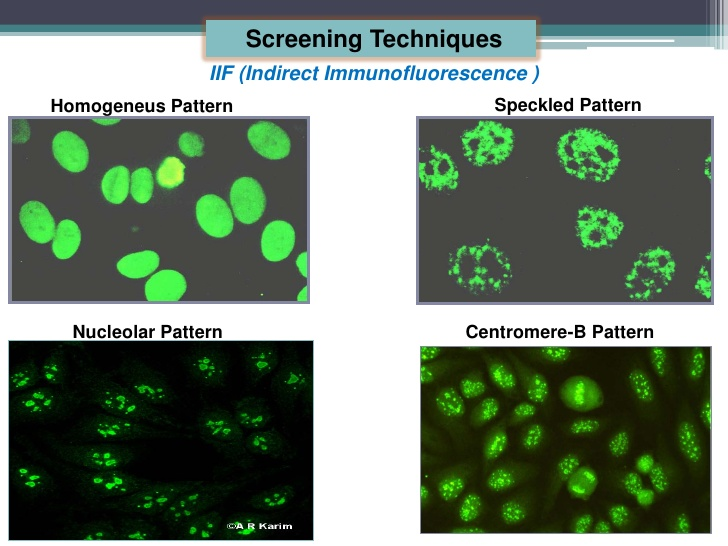 Screening Techniques
IIF (Indirect Immunofluorescence )
Homogeneus Pattern
Speckled Pattern
Nucleolar Pattern
Centromere-B Pattern
©A R Karim